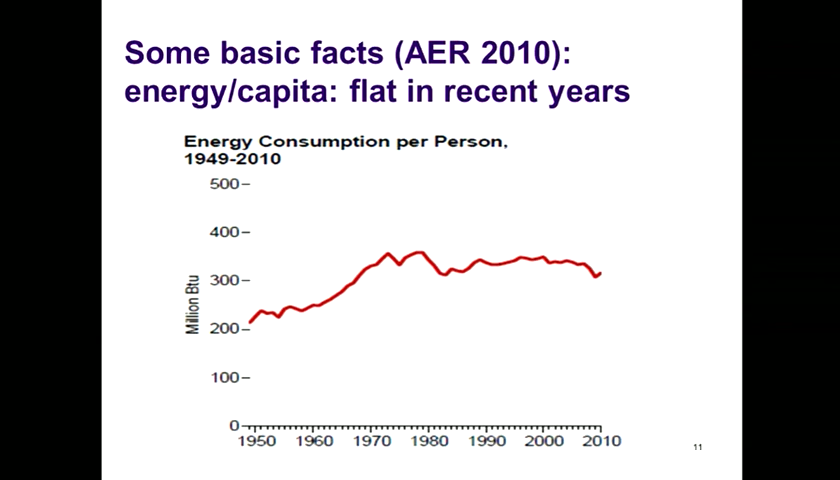 Some basic facts (AER 2010):
energy/capita: flat in recent years
Energy Consumption per Person,
1949-2010
500
400
300
200
100
0
Million Btu
1950 1960 1970 1980 1990 2000 2010
11